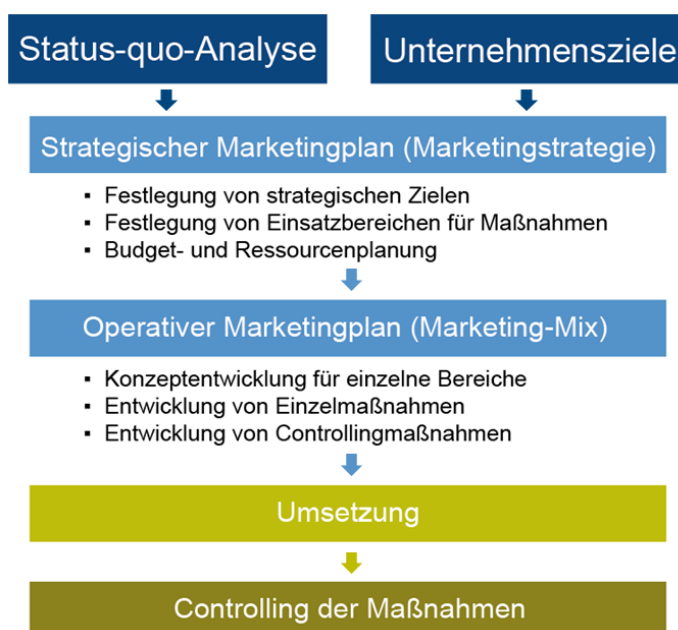 Status-quo-Analyse
Unternehmensziele
Strategischer Marketingplan (Marketingstrategie)
▪ Festlegung von strategischen Zielen
▪ Festlegung von Einsatzbereichen für Maßnahmen
▪ Budget- und Ressourcenplanung
Operativer Marketingplan (Marketing-Mix)
▪ Konzeptentwicklung für einzelne Bereiche
▪ Entwicklung von Einzelmaßnahmen
▪ Entwicklung von Controllingmaßnahmen
Umsetzung
Controlling der Maßnahmen